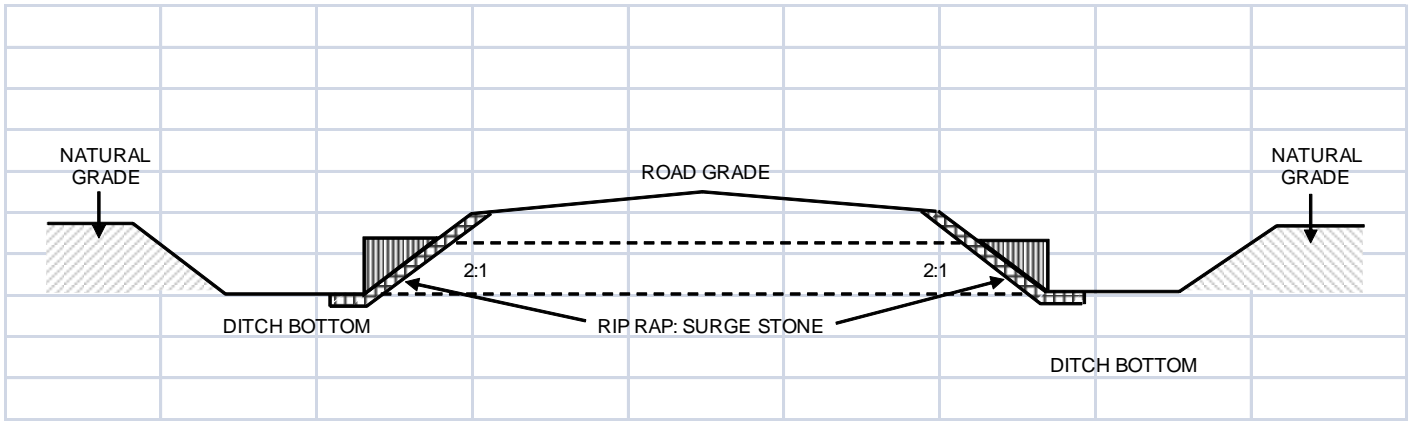 NATURAL
GRADE
ROAD GRADE
NATURAL
GRADE
2:1
2:1
DITCH BOTTOM
RIP RAP: SURGE STONE
DITCH BOTTOM